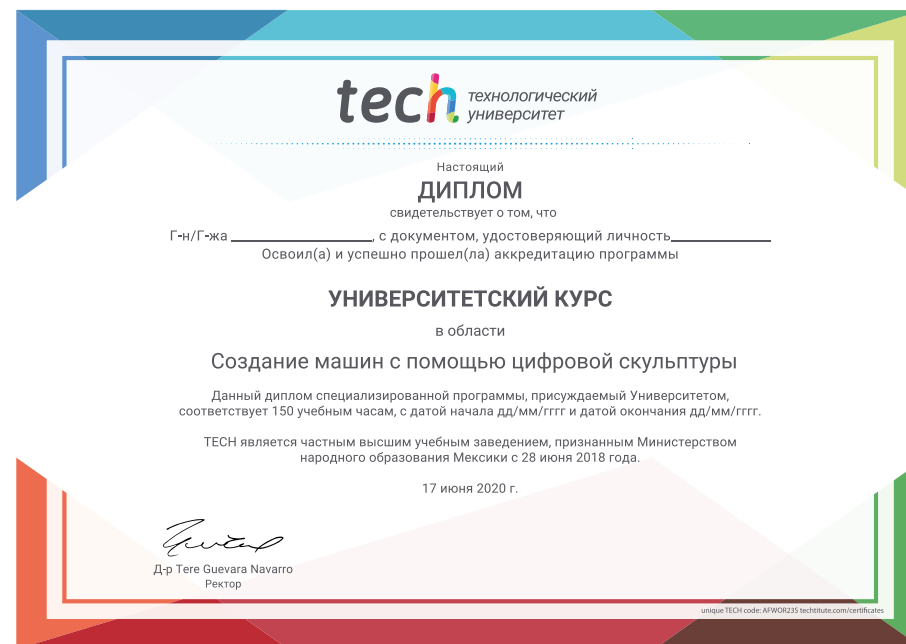 tech технологический
университет
Настоящий
ДИПЛОМ
свидетельствует о том, что
Г-н/Г-жа , с документом, удостоверяющий личность
Освоил(а) и успешно прошел(ла) аккредитацию программы
УНИВЕРСИТЕТСКИЙ КУРС
в области
Создание машин с помощью цифровой скульптуры
Данный диплом специализированной программы, присуждаемый Университетом,
соответствует 150 учебным часам, с датой начала дд/мм/гггг и датой окончания дд/мм/гггг.
TECH является частным высшим учебным заведением, признанным Министерством
народного образования Мексики с 28 июня 2018 года.
17 июня 2020 г.
Д-р Tere Guevara Navarro
Ректор
unique TECH code: AFWOR235 techtitute.com/certificates